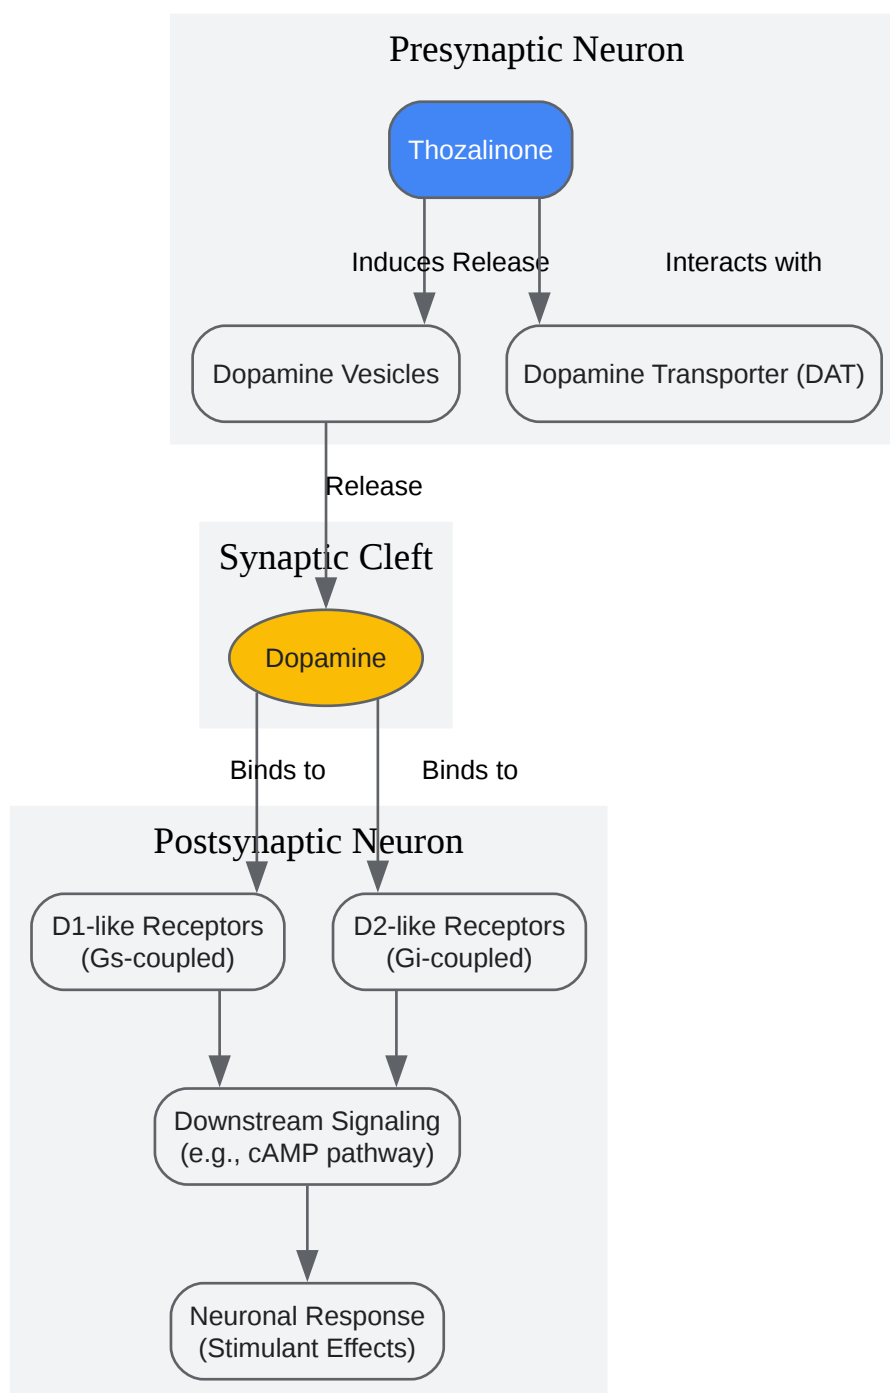 Presynaptic Neuron
Thozalinone
Induces Release
Interacts with
Dopamine Vesicles
Dopamine Transporter (DAT)
Release
Synaptic Cleft
Dopamine
Binds to
Binds to
Postsynaptic Neuron
D1-like Receptors
(Gs-coupled)
D2-like Receptors
(Gi-coupled)
Downstream Signaling
(e.g., cAMP pathway)
Neuronal Response
(Stimulant Effects)